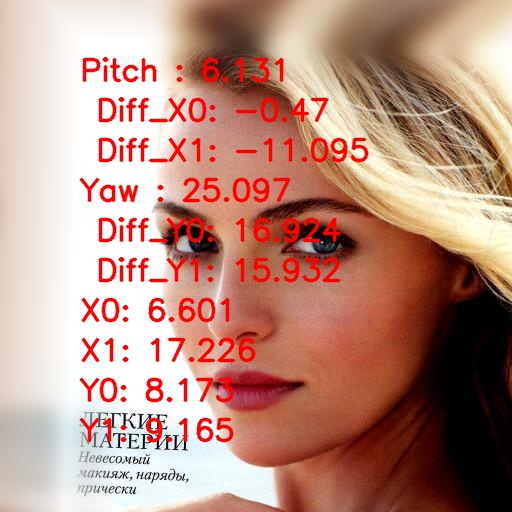 Pitch : 6.131
Diff_X0: -0.47
Diff_X1: -11.095
Yaw : 25.097
Diff_Y0: 16.924
Diff_Y1: 15.932
X0: 6.601
X1: 17.226
Y0: 8.173
Y1: 9.165
ЛЕГКИЕ
МАТЕРИИ
Невесомый
макияж, наряды,
прически